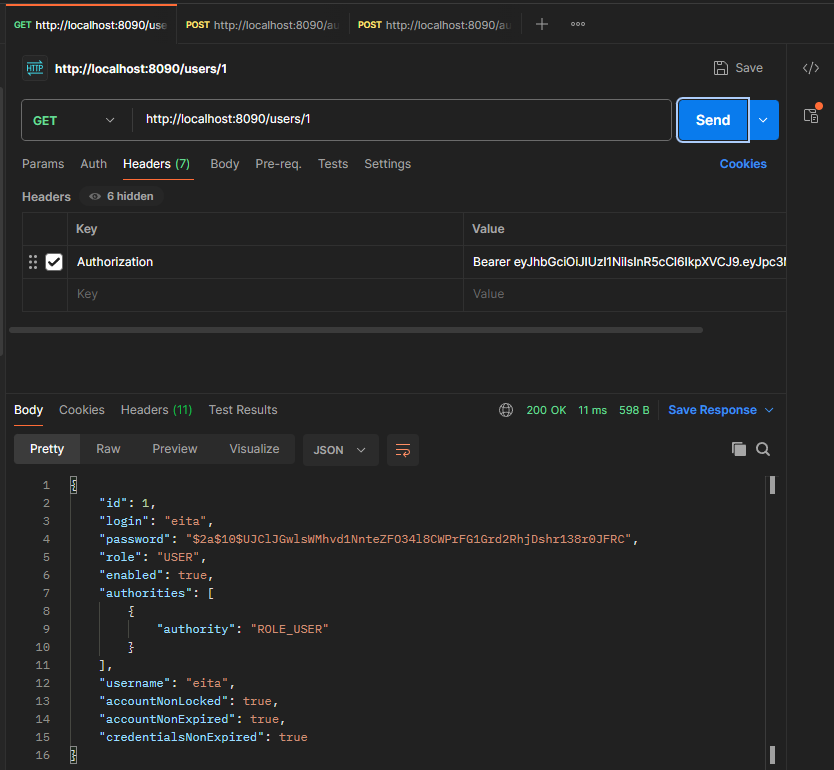 GET http://localhost:8090/use POST http://localhost:8090/au POST http://localhost:8090/au
HTTP http://localhost:8090/users/1 Save
GET http://localhost:8090/users/1 Send
Params Auth Headers (7) Body Pre-req. Tests Settings Cookies
Headers 6 hidden
Key Value
Authorization Bearer eyJhbGciOiJIUzI1NiIsInR5cCI6IkpXVCJ9.eyJpc3N
Key Value
Body Cookies Headers (11) Test Results 200 OK 11 ms 598 B Save Response
Pretty Raw Preview Visualize JSON
1 {
2 "id": 1,
3 "login": "eita",
4 "password": "$2a$10$UJClJGwlsWMhvd1NnteZFO34l8CWPrFG1Grd2RhjDshr138r0JFRC",
5 "role": "USER",
6 "enabled": true,
7 "authorities": [
8 {
9 "authority": "ROLE_USER"
10 }
11 ],
12 "username": "eita",
13 "accountNonLocked": true,
14 "accountNonExpired": true,
15 "credentialsNonExpired": true
16 }